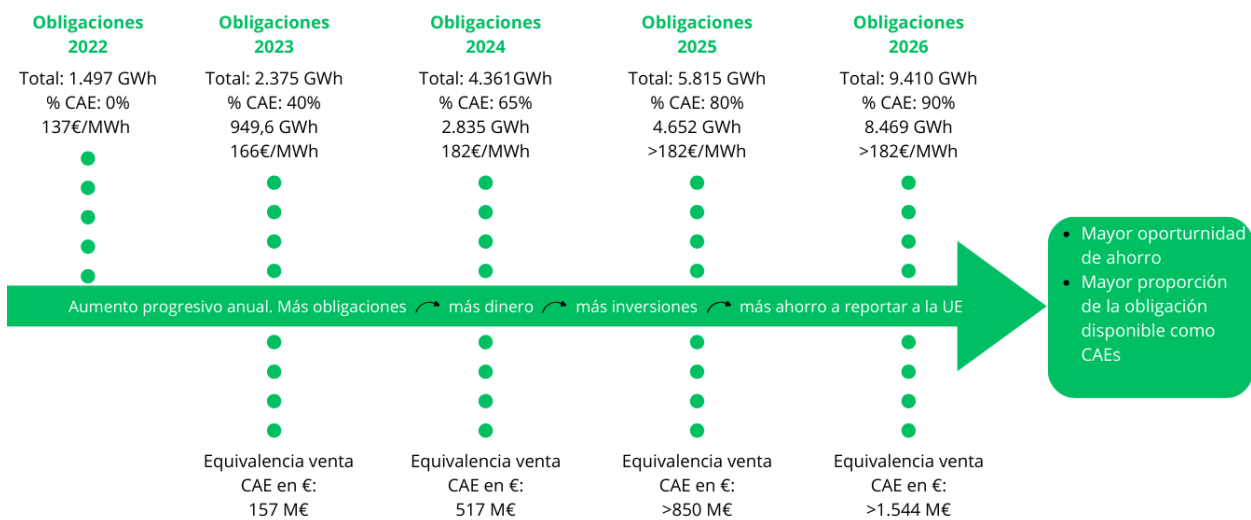 Obligaciones
2022
Total: 1.497 GWh
% CAE: 0%
137€/MWh
Obligaciones
2023
Total: 2.375 GWh
% CAE: 40%
949,6 GWh
166€/MWh
Obligaciones
2024
Total: 4.361GWh
% CAE: 65%
2.835 GWh
182€/MWh
Obligaciones
2025
Total: 5.815 GWh
% CAE: 80%
4.652 GWh
>182€/MWh
Obligaciones
2026
Total: 9.410 GWh
% CAE: 90%
8.469 GWh
>182€/MWh
Aumento progresivo anual. Más obligaciones más dinero más inversiones más ahorro a reportar a la UE
• Mayor oporturnidad
de ahorro
• Mayor proporción
de la obligación
disponible como
CAEs
Equivalencia venta
CAE en €:
157 M€
Equivalencia venta
CAE en €:
517 M€
Equivalencia venta
CAE en €:
>850 M€
Equivalencia venta
CAE en €:
>1.544 M€